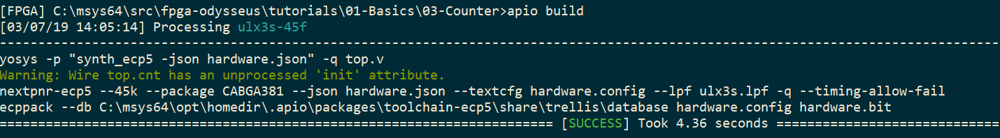 [FPGA] C:\msys64\src\fpga-odysseus\tutorials\01-Basics\03-Counter>apio build
[03/07/19 14:05:14] Processing ulx3s-45f
--------------------------------------------------------------------------------------------------------------------------
yosys -p "synth_ecp5 -json hardware.json" -q top.v
Warning: Wire top.cnt has an unprocessed 'init' attribute.
nextpnr-ecp5 --45k --package CABGA381 --json hardware.json --textcfg hardware.config --lpf ulx3s.lpf -q --timing-allow-fail
ecppack --db C:\msys64\opt\homedir\.apio\packages\toolchain-ecp5\share\trellis\database hardware.config hardware.bit
======================================================================== [SUCCESS] Took 4.36 seconds =============================